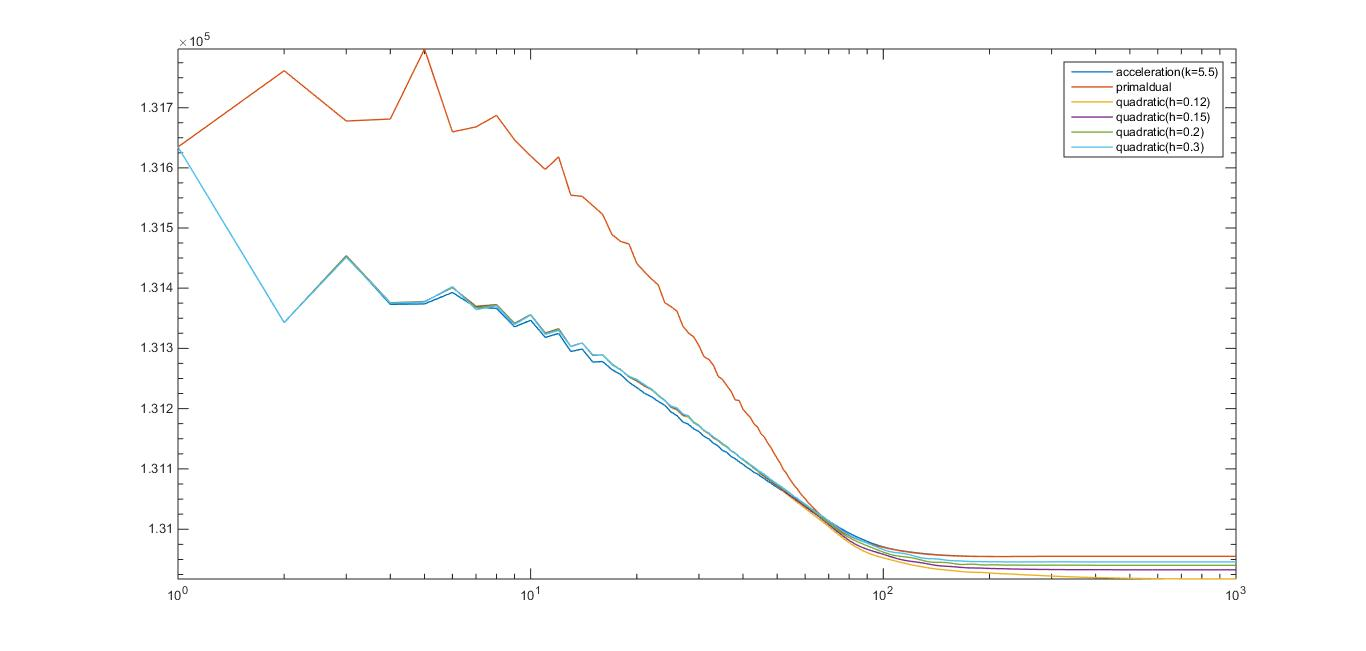 ×10⁵
acceleration(k=5.5)
primaldual
quadratic(h=0.12)
quadratic(h=0.15)
quadratic(h=0.2)
quadratic(h=0.3)
1.317
1.316
1.315
1.314
1.313
1.312
1.311
1.31
10⁰ 10¹ 10² 10³